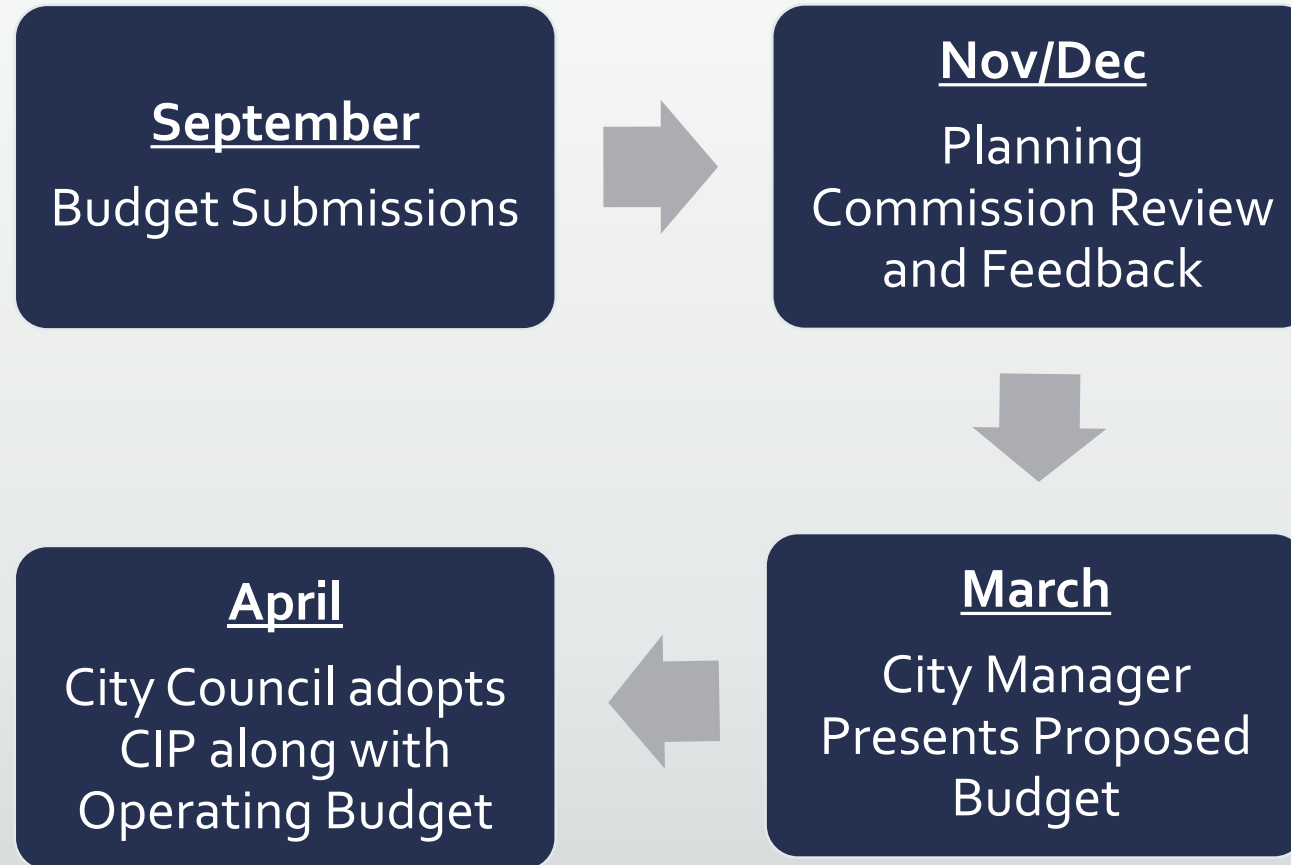 September
Budget Submissions
Nov/Dec
Planning
Commission Review
and Feedback
March
City Manager
Presents Proposed
Budget
April
City Council adopts
CIP along with
Operating Budget